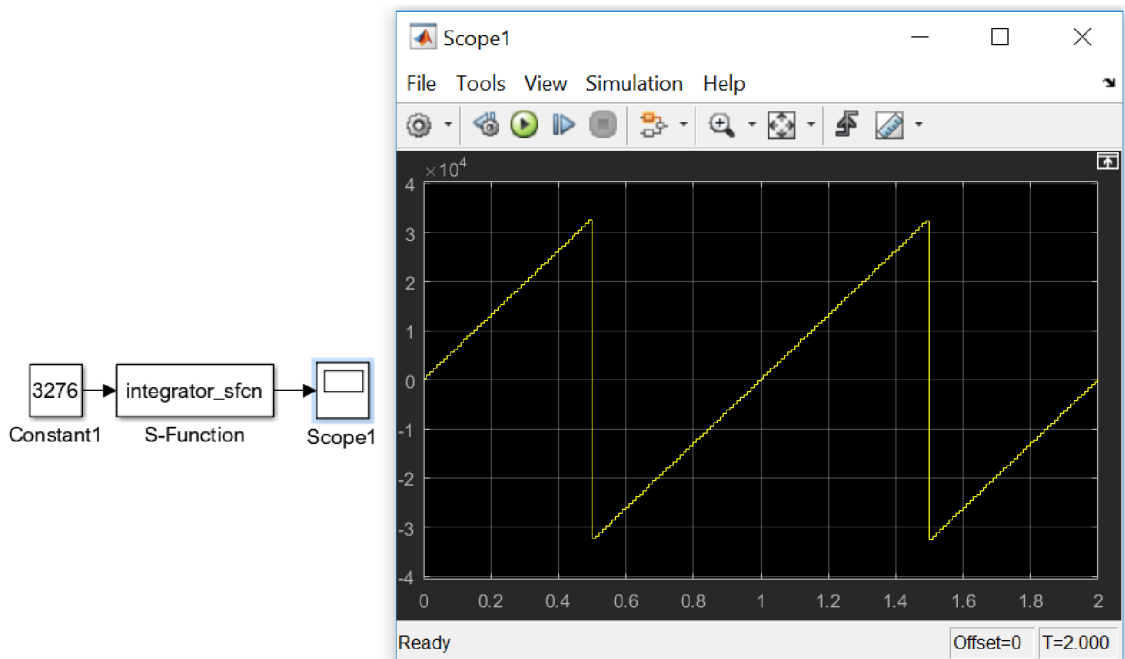 Scope1
File Tools View Simulation Help
×10⁴
4
3
2
1
0
-1
-2
-3
-4
0 0.2 0.4 0.6 0.8 1 1.2 1.4 1.6 1.8 2
Ready Offset=0 T=2.000
3276 integrator_sfcn
Constant1 S-Function Scope1